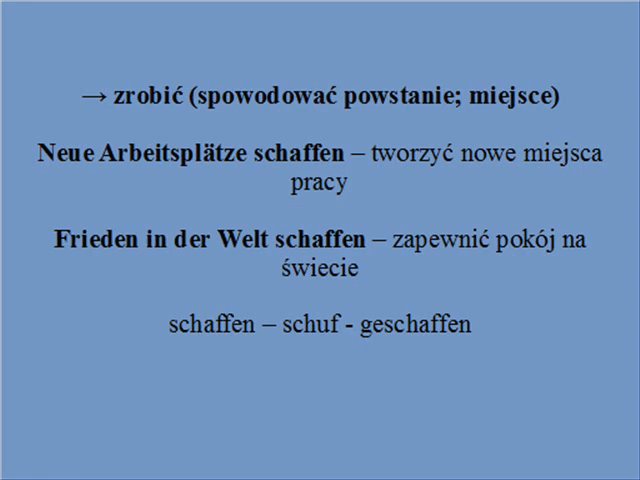 → zrobić (spowodować powstanie; miejsce)
Neue Arbeitsplätze schaffen – tworzyć nowe miejsca
pracy
Frieden in der Welt schaffen – zapewnić pokój na
świecie
schaffen – schuf - geschaffen